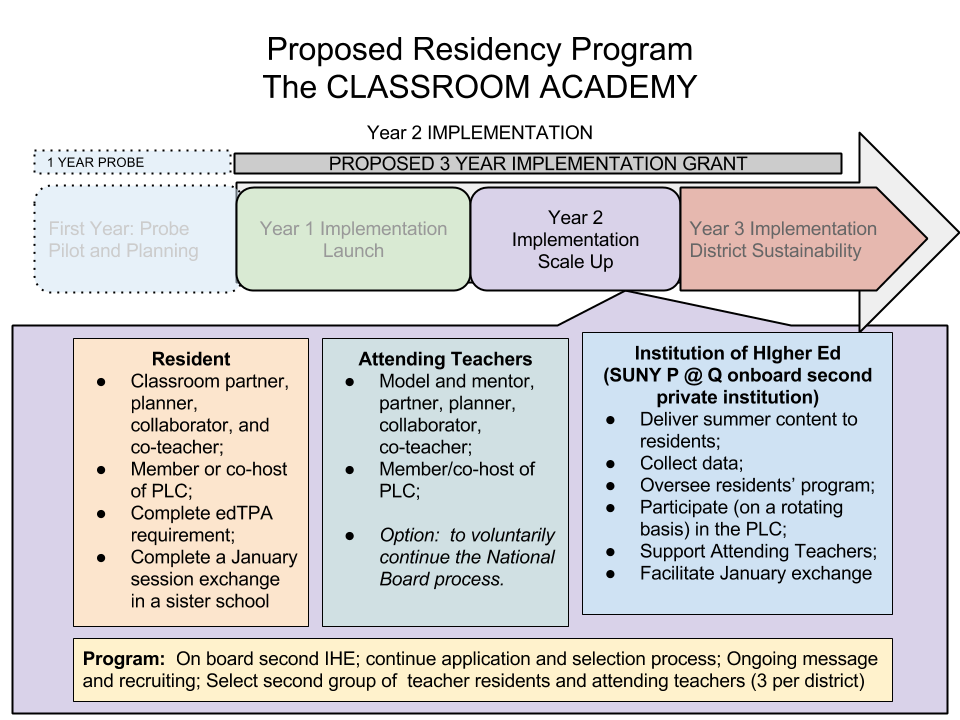 Proposed Residency Program
The CLASSROOM ACADEMY
Year 2 IMPLEMENTATION
1 YEAR PROBE
PROPOSED 3 YEAR IMPLEMENTATION GRANT
First Year: Probe
Pilot and Planning
Year 1 Implementation
Launch
Year 2
Implementation
Scale Up
Year 3 Implementation
District Sustainability
Resident
● Classroom partner,
planner,
collaborator, and
co-teacher;
● Member or co-host
of PLC;
● Complete edTPA
requirement;
● Complete a January
session exchange
in a sister school
Attending Teachers
● Model and mentor,
partner, planner,
collaborator,
co-teacher;
● Member/co-host of
PLC;
● Option: to voluntarily
continue the National
Board process.
Institution of HIgher Ed
(SUNY P @ Q onboard second
private institution)
● Deliver summer content to
residents;
● Collect data;
● Oversee residents’ program;
● Participate (on a rotating
basis) in the PLC;
● Support Attending Teachers;
● Facilitate January exchange
Program: On board second IHE; continue application and selection process; Ongoing message
and recruiting; Select second group of teacher residents and attending teachers (3 per district)